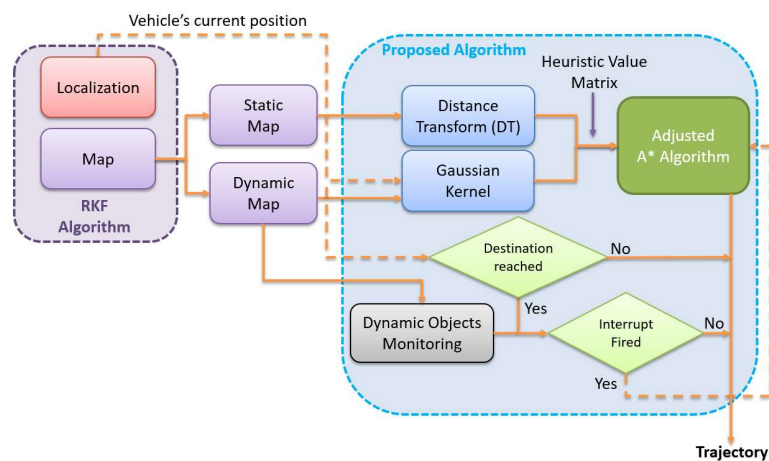 Vehicle's current position
Proposed Algorithm
Heuristic Value
Matrix
Localization
Static
Map
Distance
Transform (DT)
Adjusted
A* Algorithm
Map
Dynamic
Map
Gaussian
Kernel
RKF
Algorithm
Destination
reached
No
Yes
Dynamic Objects
Monitoring
Interrupt
Fired
No
Yes
Trajectory